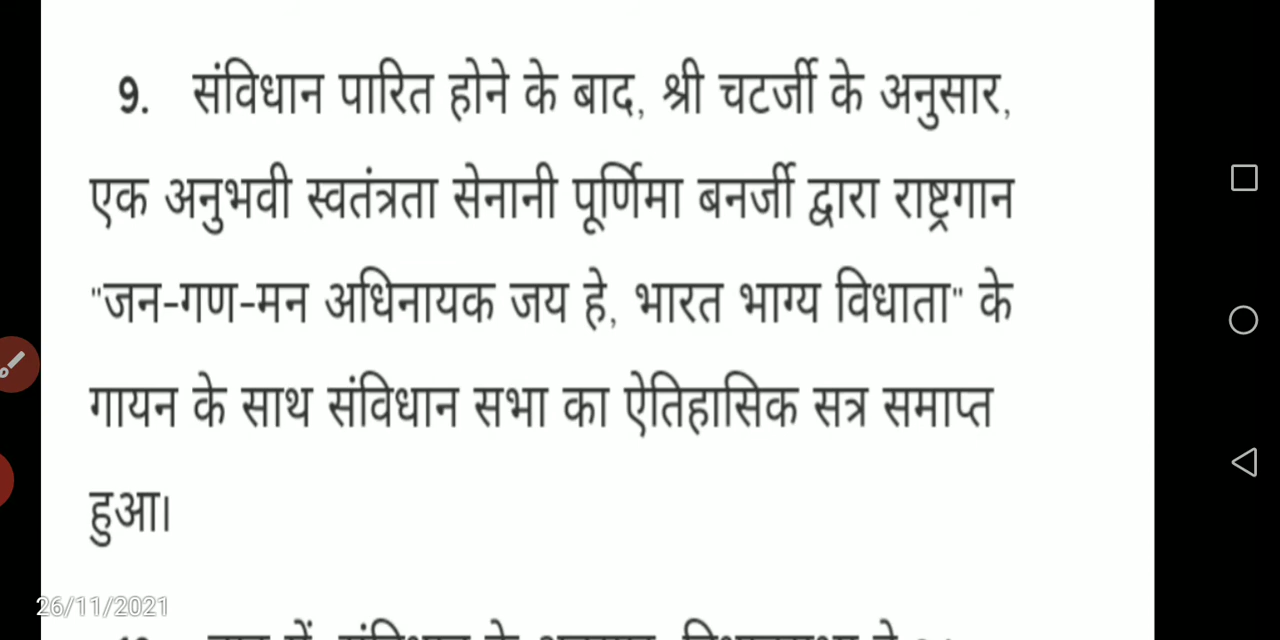 9. संविधान पारित होने के बाद, श्री चटर्जी के अनुसार,
एक अनुभवी स्वतंत्रता सेनानी पूर्णिमा बनर्जी द्वारा राष्ट्रगान
"जन-गण-मन अधिनायक जय हे, भारत भाग्य विधाता" के
गायन के साथ संविधान सभा का ऐतिहासिक सत्र समाप्त
हुआ।
26/11/2021